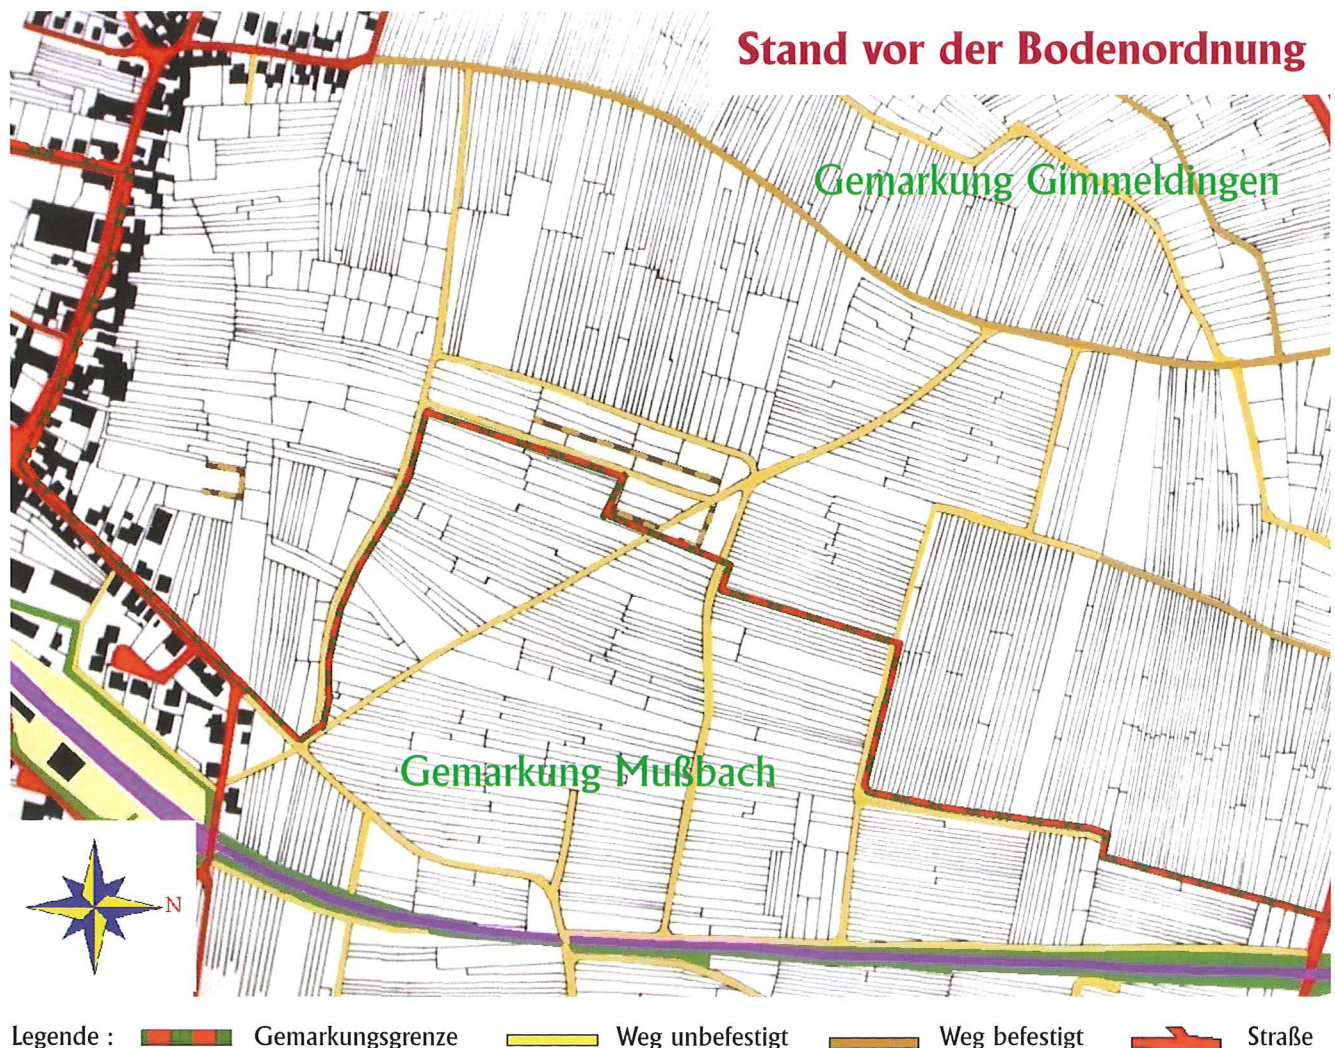 Stand vor der Bodenordnung
Gemarkung Gimmeldingen
Gemarkung Mußbach
N
Legende : Gemarkungsgrenze Weg unbefestigt Weg befestigt Straße